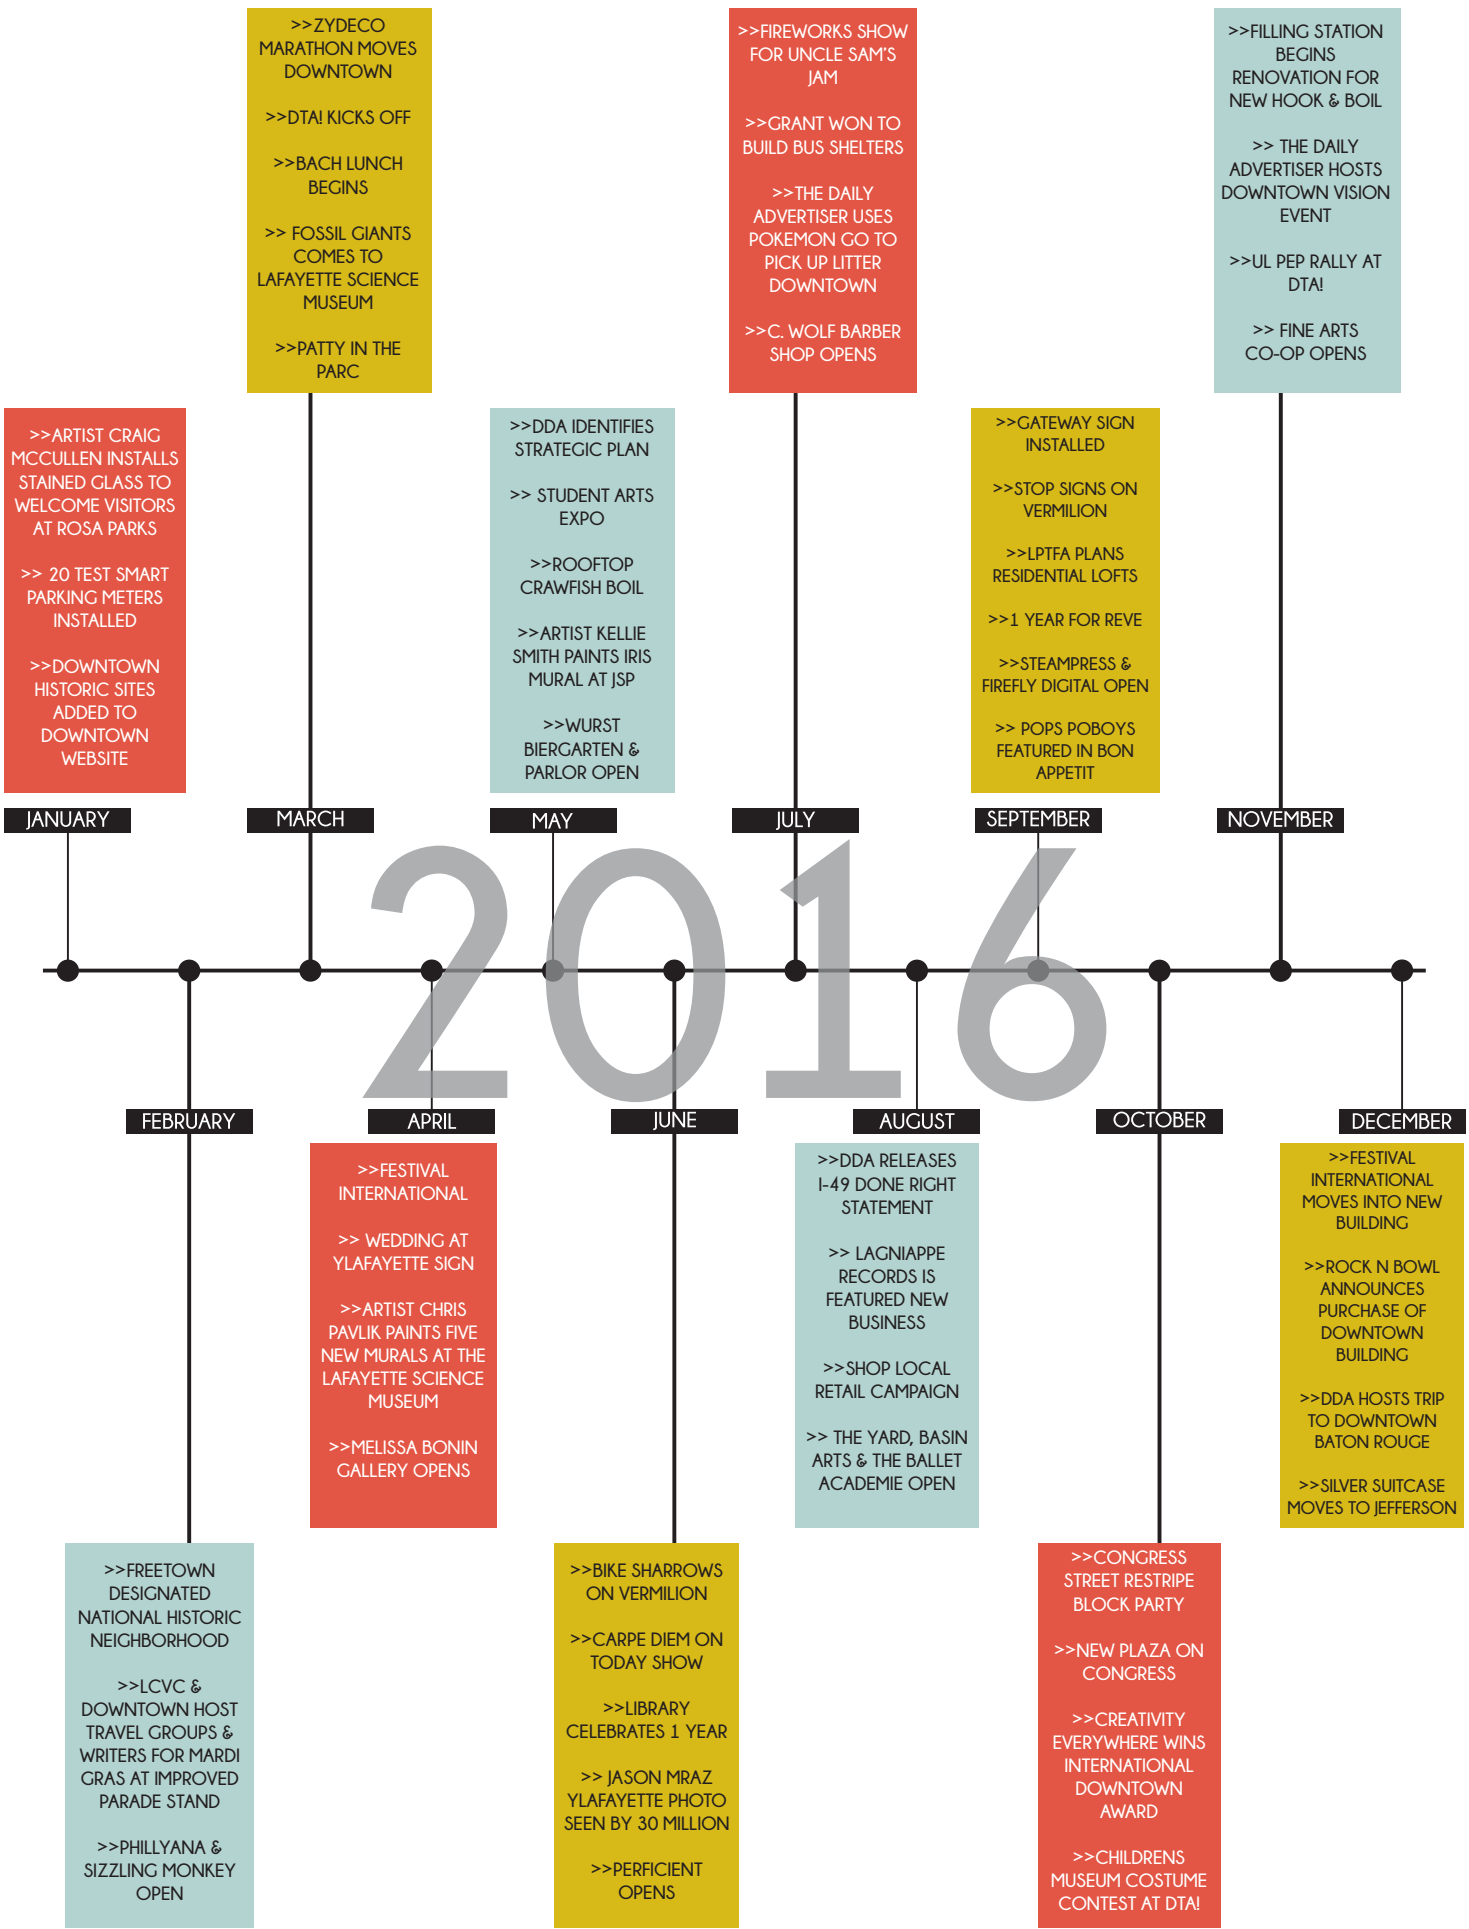 >>ZYDECO
MARATHON MOVES
DOWNTOWN
>>DTA! KICKS OFF
>>BACH LUNCH
BEGINS
>> FOSSIL GIANTS
COMES TO
LAFAYETTE SCIENCE
MUSEUM
>>PATTY IN THE
PARC
>>FIREWORKS SHOW
FOR UNCLE SAM'S
JAM
>>GRANT WON TO
BUILD BUS SHELTERS
>>THE DAILY
ADVERTISER USES
POKEMON GO TO
PICK UP LITTER
DOWNTOWN
>>C. WOLF BARBER
SHOP OPENS
>>FILLING STATION
BEGINS
RENOVATION FOR
NEW HOOK & BOIL
>> THE DAILY
ADVERTISER HOSTS
DOWNTOWN VISION
EVENT
>>UL PEP RALLY AT
DTA!
>> FINE ARTS
CO-OP OPENS
>>ARTIST CRAIG
MCCULLEN INSTALLS
STAINED GLASS TO
WELCOME VISITORS
AT ROSA PARKS
>> 20 TEST SMART
PARKING METERS
INSTALLED
>>DOWNTOWN
HISTORIC SITES
ADDED TO
DOWNTOWN
WEBSITE
>>DDA IDENTIFIES
STRATEGIC PLAN
>> STUDENT ARTS
EXPO
>>ROOFTOP
CRAWFISH BOIL
>>ARTIST KELLIE
SMITH PAINTS IRIS
MURAL AT JSP
>>WURST
BIERGARTEN &
PARLOR OPEN
>>GATEWAY SIGN
INSTALLED
>>STOP SIGNS ON
VERMILION
>>LPTFA PLANS
RESIDENTIAL LOFTS
>>1 YEAR FOR REVE
>>STEAMPRESS &
FIREFLY DIGITAL OPEN
>> POPS POBOYS
FEATURED IN BON
APPETIT
JANUARY
MARCH
MAY
JULY
SEPTEMBER
NOVEMBER
2016
FEBRUARY
APRIL
JUNE
AUGUST
OCTOBER
DECEMBER
>>FESTIVAL
INTERNATIONAL
>> WEDDING AT
YLAFAYETTE SIGN
>>ARTIST CHRIS
PAVLIK PAINTS FIVE
NEW MURALS AT THE
LAFAYETTE SCIENCE
MUSEUM
>>MELISSA BONIN
GALLERY OPENS
>>DDA RELEASES
I-49 DONE RIGHT
STATEMENT
>> LAGNIAPPE
RECORDS IS
FEATURED NEW
BUSINESS
>>SHOP LOCAL
RETAIL CAMPAIGN
>> THE YARD, BASIN
ARTS & THE BALLET
ACADEMIE OPEN
>>FESTIVAL
INTERNATIONAL
MOVES INTO NEW
BUILDING
>>ROCK N BOWL
ANNOUNCES
PURCHASE OF
DOWNTOWN
BUILDING
>>DDA HOSTS TRIP
TO DOWNTOWN
BATON ROUGE
>>SILVER SUITCASE
MOVES TO JEFFERSON
>>FREETOWN
DESIGNATED
NATIONAL HISTORIC
NEIGHBORHOOD
>>LCVC &
DOWNTOWN HOST
TRAVEL GROUPS &
WRITERS FOR MARDI
GRAS AT IMPROVED
PARADE STAND
>>PHILLYANA &
SIZZLING MONKEY
OPEN
>>BIKE SHARROWS
ON VERMILION
>>CARPE DIEM ON
TODAY SHOW
>>LIBRARY
CELEBRATES 1 YEAR
>> JASON MRAZ
YLAFAYETTE PHOTO
SEEN BY 30 MILLION
>>PERFICIENT
OPENS
>>CONGRESS
STREET RESTRIPE
BLOCK PARTY
>>NEW PLAZA ON
CONGRESS
>>CREATIVITY
EVERYWHERE WINS
INTERNATIONAL
DOWNTOWN
AWARD
>>CHILDRENS
MUSEUM COSTUME
CONTEST AT DTA!